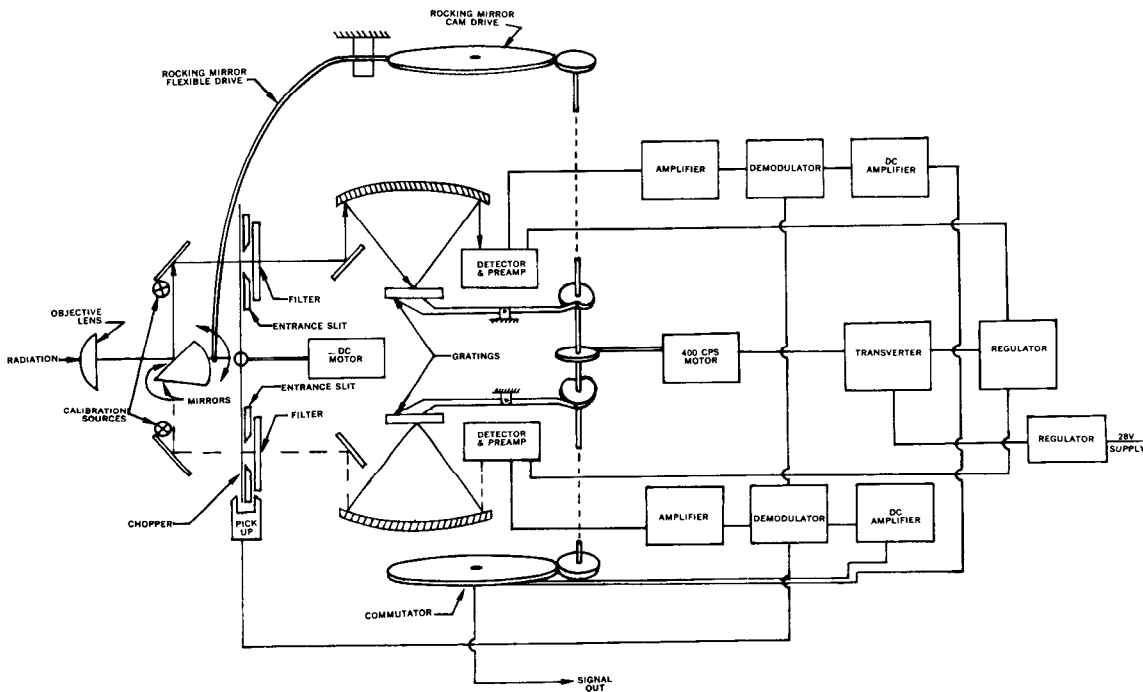 ROCKING MIRROR
CAM DRIVE
ROCKING MIRROR
FLEXIBLE DRIVE
AMPLIFIER
DEMODULATOR
DC
AMPLIFIER
DETECTOR
& PREAMP
FILTER
OBJECTIVE
LENS
ENTRANCE SLIT
RADIATION
DC
MOTOR
GRATINGS
400 CPS
MOTOR
TRANSVERTER
REGULATOR
MIRRORS
ENTRANCE SLIT
CALIBRATION
SOURCES
FILTER
DETECTOR
& PREAMP
REGULATOR
28V
SUPPLY
CHOPPER
PICK
UP
AMPLIFIER
DEMODULATOR
DC
AMPLIFIER
COMMUTATOR
SIGNAL
OUT